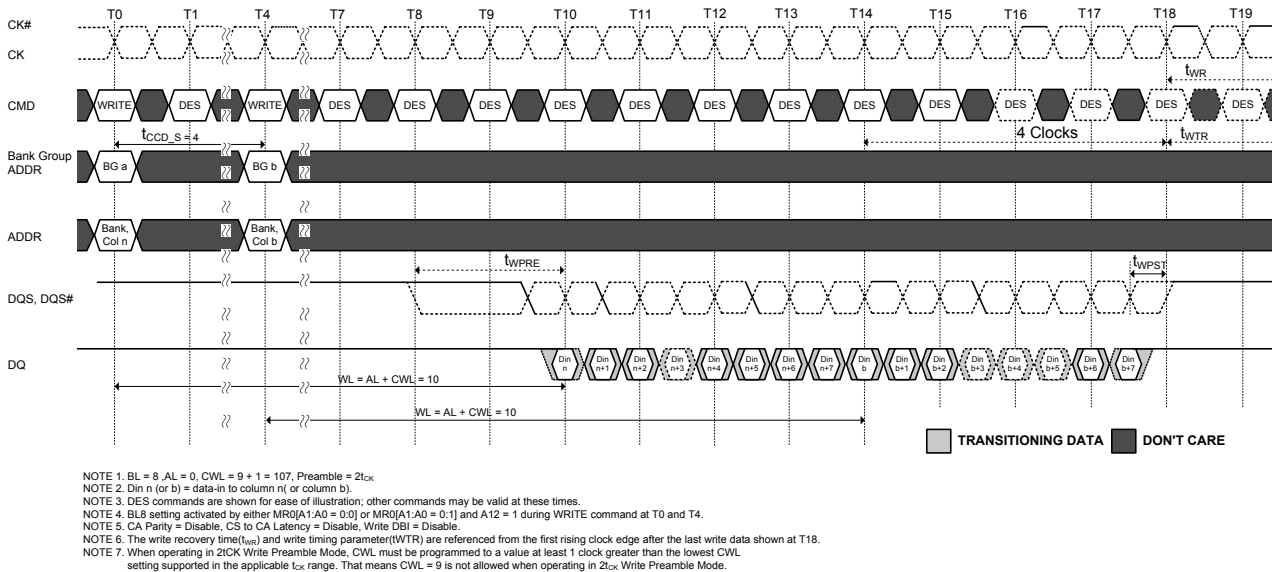 T0 T1 T4 T7 T8 T9 T10 T11 T12 T13 T14 T15 T16 T17 T18 T19
CK#
CK
tWR
CMD WRITE DES WRITE DES DES DES DES DES DES DES DES DES DES DES DES DES
tCCD_S = 4
4 Clocks
tWTR
Bank Group
ADDR
BG a BG b
ADDR
Bank,
Col n
Bank,
Col b
tWPRE
tWPST
DQS, DQS#
DQ
Din n Din n+1 Din n+2 Din n+3 Din n+4 Din n+5 Din n+6 Din n+7 Din b Din b+1 Din b+2 Din b+3 Din b+4 Din b+5 Din b+6 Din b+7
WL = AL + CWL = 10
WL = AL + CWL = 10
TRANSITIONING DATA DON'T CARE
NOTE 1. BL = 8 ,AL = 0, CWL = 9 + 1 = 107, Preamble = 2tCK
NOTE 2. Din n (or b) = data-in to column n( or column b).
NOTE 3. DES commands are shown for ease of illustration; other commands may be valid at these times.
NOTE 4. BL8 setting activated by either MR0[A1:A0 = 0:0] or MR0[A1:A0 = 0:1] and A12 = 1 during WRITE command at T0 and T4.
NOTE 5. CA Parity = Disable, CS to CA Latency = Disable, Write DBI = Disable.
NOTE 6. The write recovery time(tWR) and write timing parameter(tWTR) are referenced from the first rising clock edge after the last write data shown at T18.
NOTE 7. When operating in 2tCK Write Preamble Mode, CWL must be programmed to a value at least 1 clock greater than the lowest CWL
setting supported in the applicable tCK range. That means CWL = 9 is not allowed when operating in 2tCK Write Preamble Mode.